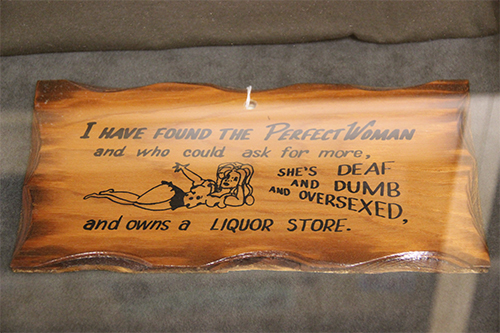 I HAVE FOUND THE PERFECT WOMAN
and who could ask for more,
SHE'S DEAF
AND DUMB
AND OVERSEXED,
and owns a LIQUOR STORE.